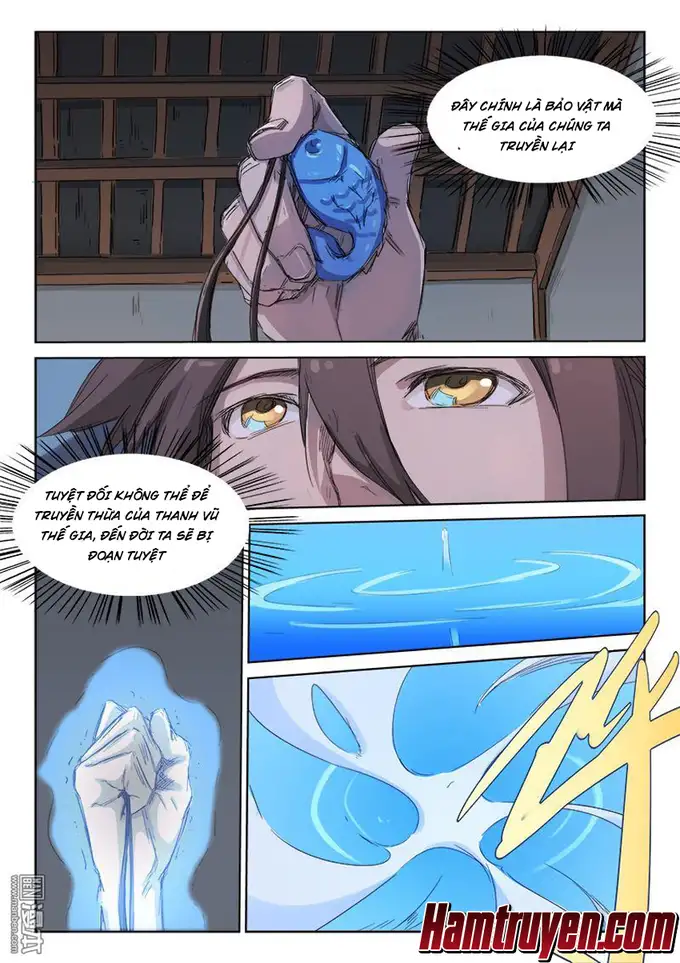 ĐÂY CHÍNH LÀ BẢO VẬT MÀ
THẾ GIA CỦA CHÚNG TA
TRUYỀN LẠI
TUYỆT ĐỐI KHÔNG THỂ ĐỂ
TRUYỀN THỪA CỦA THANH VŨ
THẾ GIA, ĐẾN ĐỜI TA SẼ BỊ
ĐOẠN TUYỆT
Hamtruyen.com